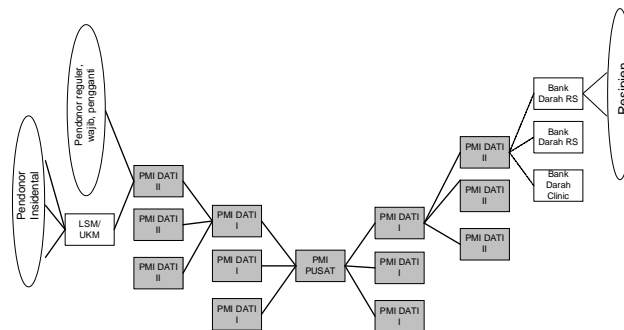 Pendonor
Insidental
Pendonor reguler,
wajib, pengganti
LSM/
UKM
PMI DATI
II
PMI DATI
II
PMI DATI
II
PMI DATI
I
PMI DATI
I
PMI DATI
I
PMI
PUSAT
PMI DATI
I
PMI DATI
I
PMI DATI
I
PMI DATI
II
PMI DATI
II
PMI DATI
II
Bank
Darah RS
Bank
Darah RS
Bank
Darah Clinic
Resipien